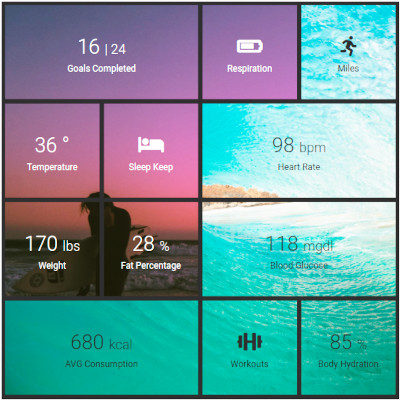 16 | 24
Goals Completed
Respiration
Miles
36 °
Temperature
Sleep Keep
98 bpm
Heart Rate
170 lbs
Weight
28 %
Fat Percentage
118 mgdl
Blood Glucose
680 kcal
AVG Consumption
Workouts
85 %
Body Hydration